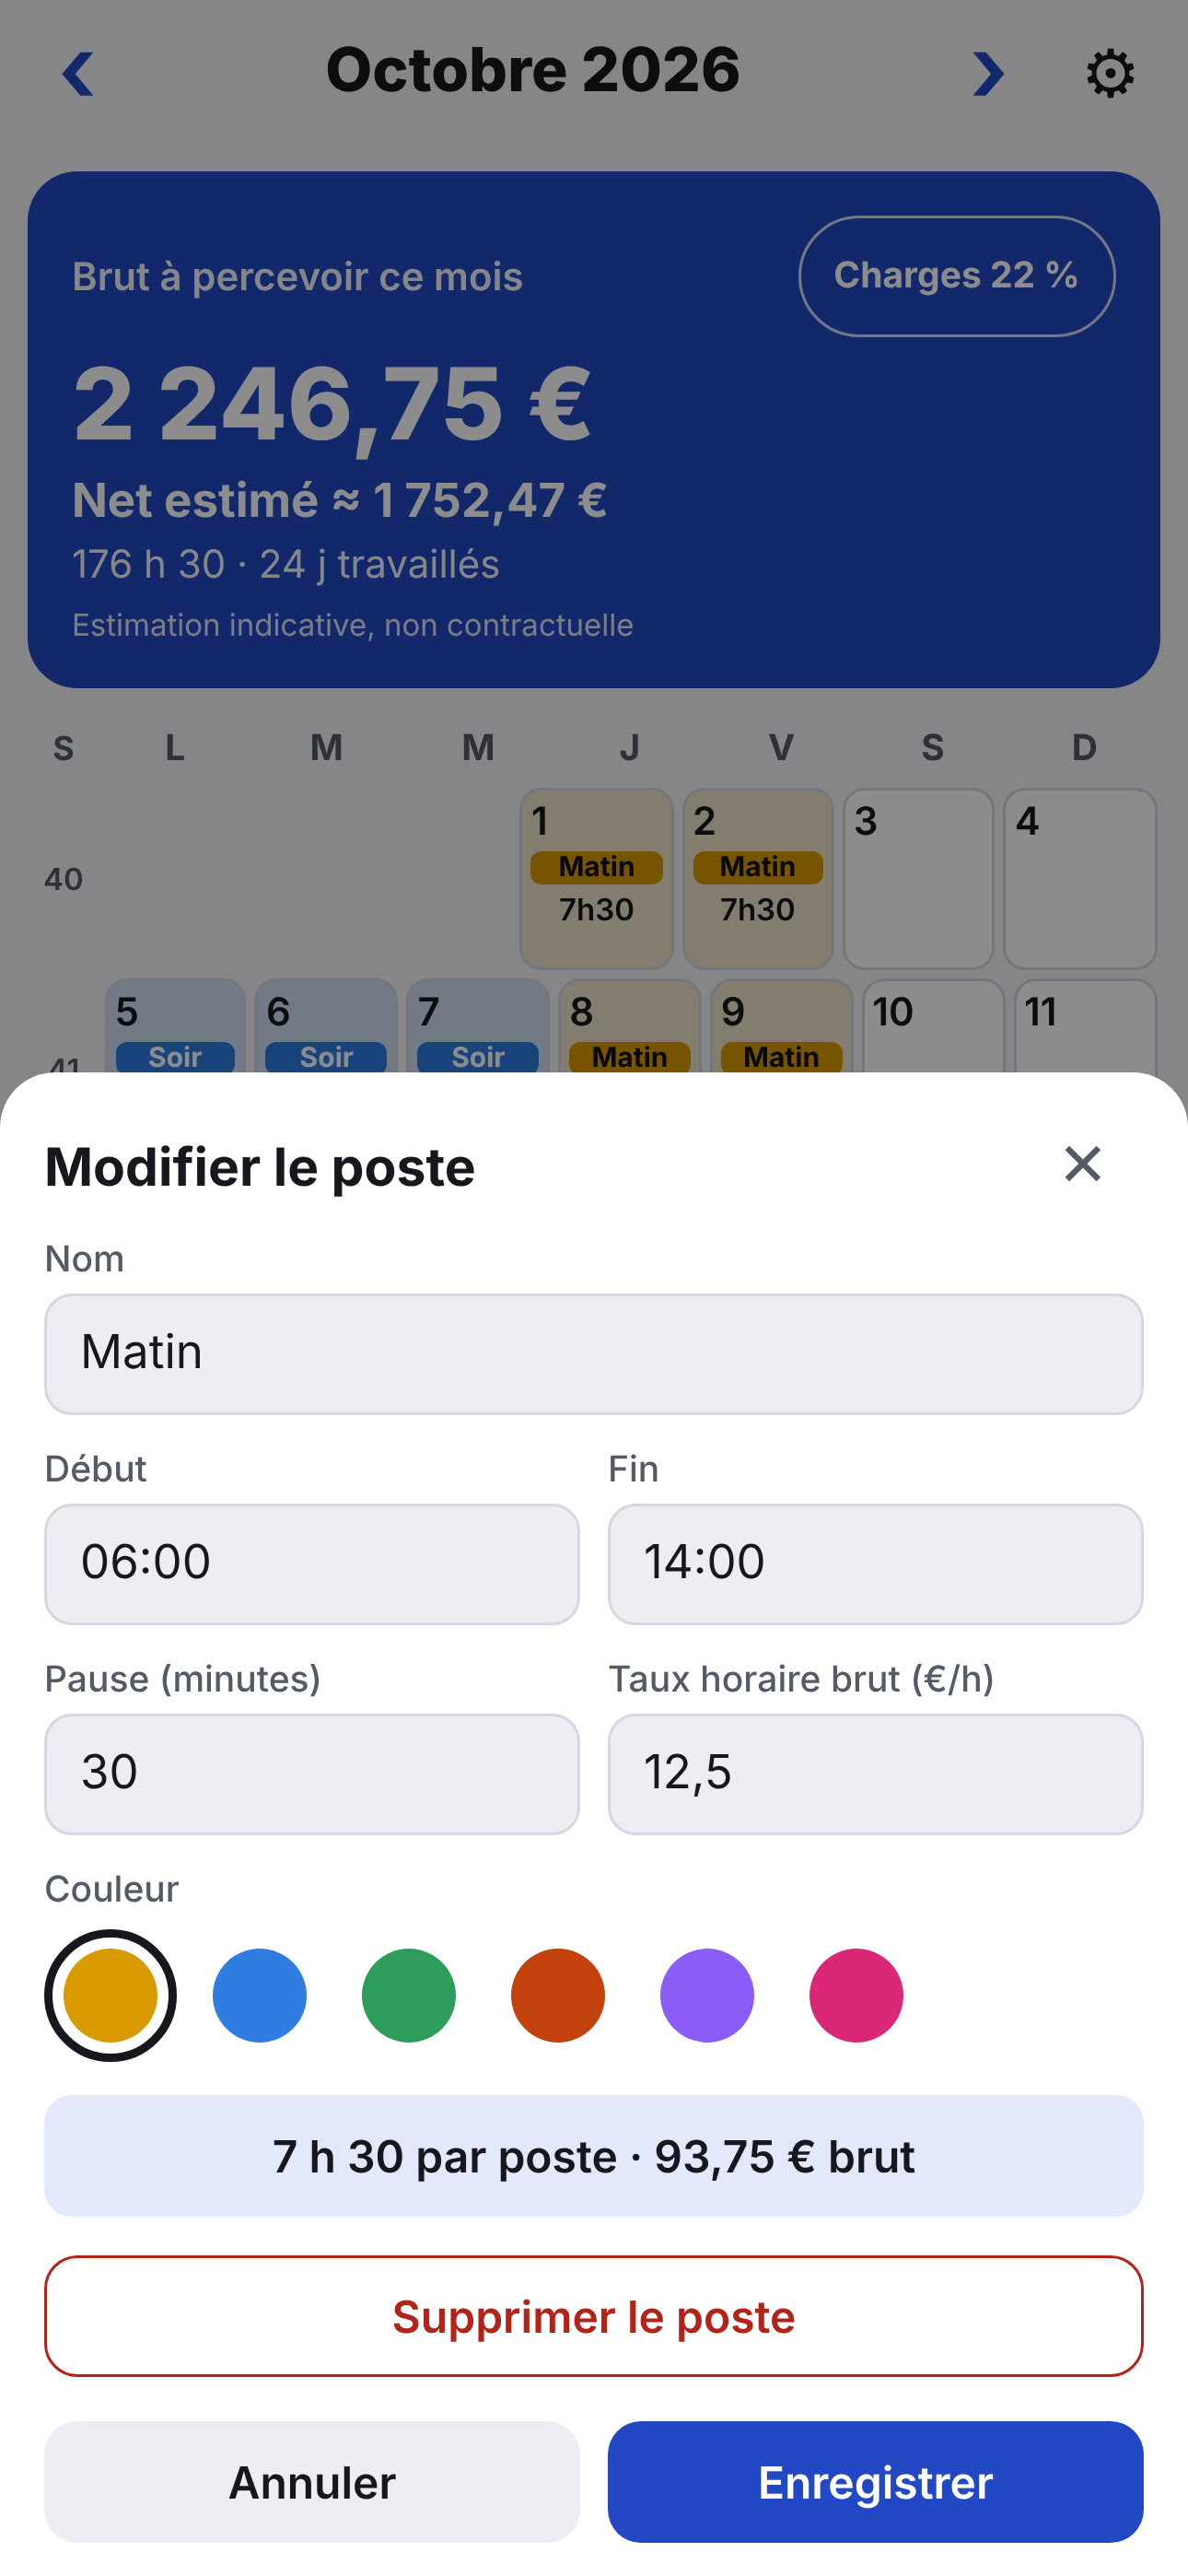 Octobre 2026
Brut à percevoir ce mois
Charges 22 %
2 246,75 €
Net estimé ≈ 1 752,47 €
176 h 30 · 24 j travaillés
Estimation indicative, non contractuelle
S L M M J V S D
40
1 2 3 4
Matin Matin
7h30 7h30
41
5 6 7 8 9 10 11
Soir Soir Soir Matin Matin
Modifier le poste
Nom
Matin
Début Fin
06:00 14:00
Pause (minutes) Taux horaire brut (€/h)
30 12,5
Couleur
7 h 30 par poste · 93,75 € brut
Supprimer le poste
Annuler Enregistrer